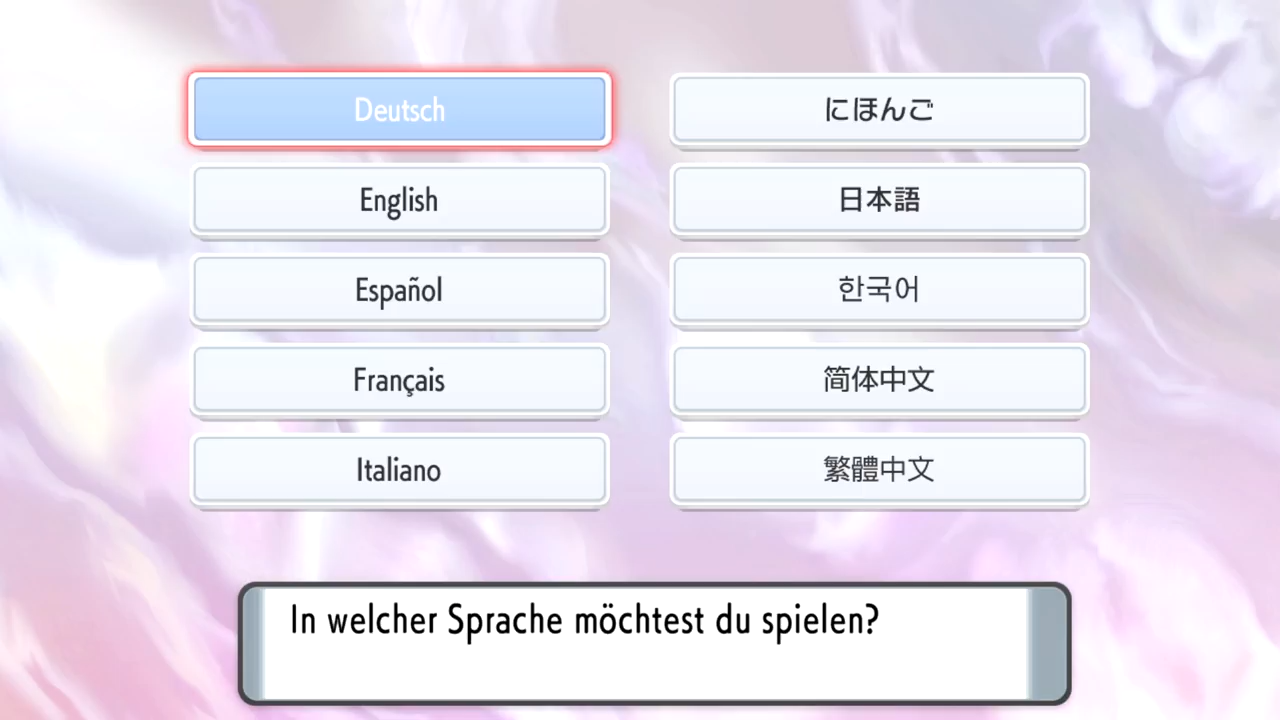 Deutsch
English
Español
Français
Italiano
にほんご
日本語
한국어
简体中文
繁體中文
In welcher Sprache möchtest du spielen?